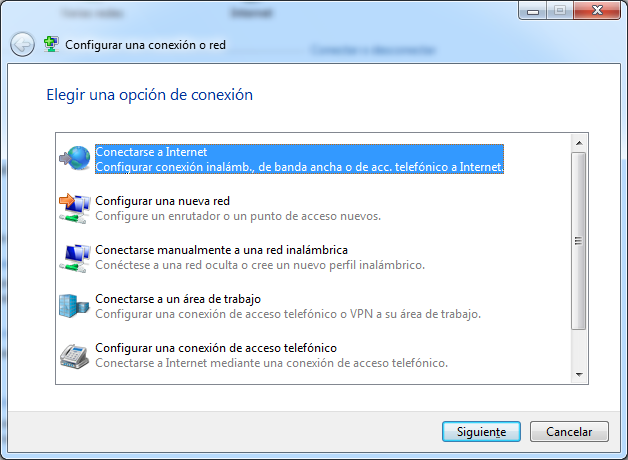 Internet
Conectar o desconectar
Configurar una conexión o red
Elegir una opción de conexión
Conectarse a Internet
Configurar conexión inalámb., de banda ancha o de acc. telefónico a Internet.
Configurar una nueva red
Configure un enrutador o un punto de acceso nuevos.
Conectarse manualmente a una red inalámbrica
Conéctese a una red oculta o cree un nuevo perfil inalámbrico.
Conectarse a un área de trabajo
Configurar una conexión de acceso telefónico o VPN a su área de trabajo.
Configurar una conexión de acceso telefónico
Conectarse a Internet mediante una conexión de acceso telefónico.
Siguiente
Cancelar